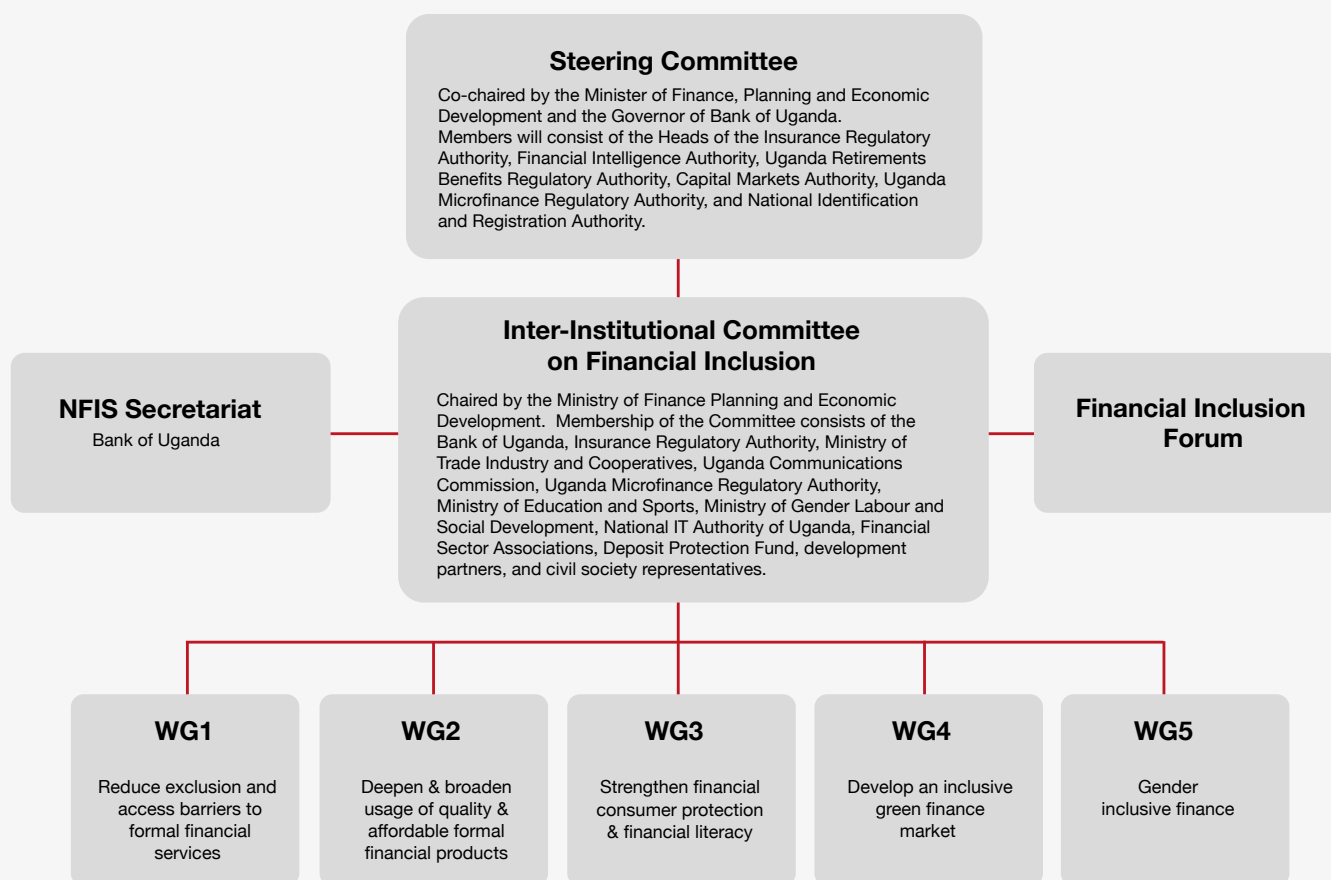 Steering Committee
Co-chaired by the Minister of Finance, Planning and Economic
Development and the Governor of Bank of Uganda.
Members will consist of the Heads of the Insurance Regulatory
Authority, Financial Intelligence Authority, Uganda Retirements
Benefits Regulatory Authority, Capital Markets Authority, Uganda
Microfinance Regulatory Authority, and National Identification
and Registration Authority.
NFIS Secretariat
Bank of Uganda
Inter-Institutional Committee
on Financial Inclusion
Chaired by the Ministry of Finance Planning and Economic
Development.  Membership of the Committee consists of the
Bank of Uganda, Insurance Regulatory Authority, Ministry of
Trade Industry and Cooperatives, Uganda Communications
Commission, Uganda Microfinance Regulatory Authority,
Ministry of Education and Sports, Ministry of Gender Labour and
Social Development, National IT Authority of Uganda, Financial
Sector Associations, Deposit Protection Fund, development
partners, and civil society representatives.
Financial Inclusion
Forum
WG1
Reduce exclusion and
access barriers to
formal financial
services
WG2
Deepen & broaden
usage of quality &
affordable formal
financial products
WG3
Strengthen financial
consumer protection
& financial literacy
WG4
Develop an inclusive
green finance
market
WG5
Gender
inclusive finance